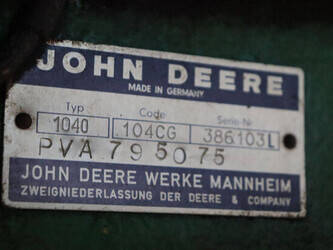 JOHN DEERE
MADE IN GERMANY
Typ Code Serie-Nr
1040 104CG 386103L
PVA 795075
JOHN DEERE WERKE MANNHEIM
ZWEIGNIEDERLASSUNG DER DEERE & COMPANY